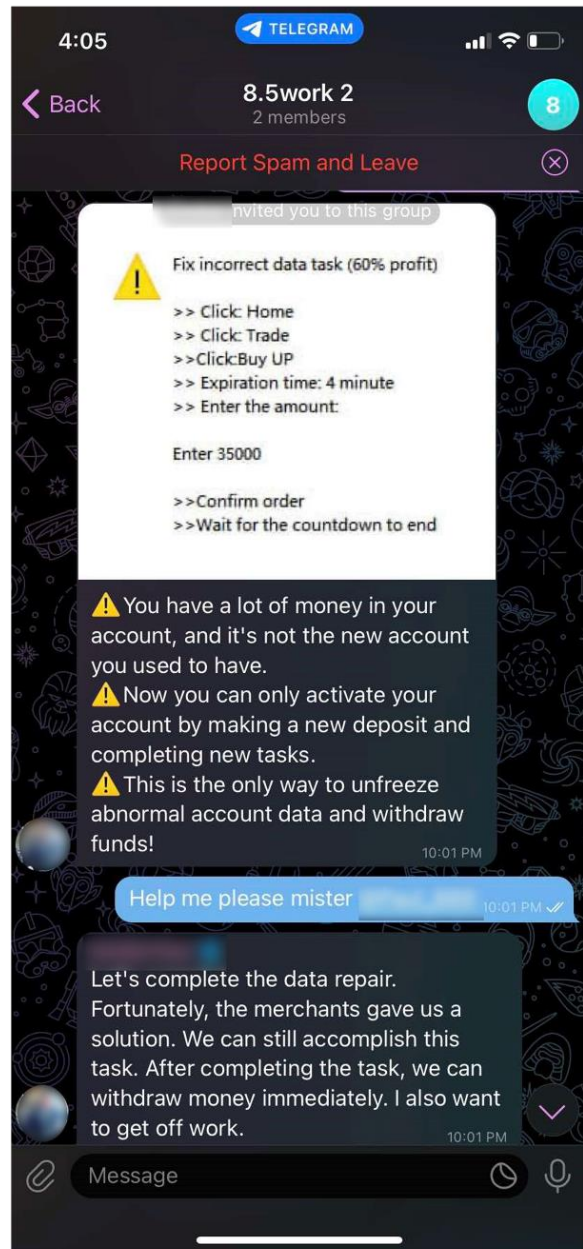 4:05
TELEGRAM
Back
8.5work 2
2 members
8
Report Spam and Leave
nvited you to this group
Fix incorrect data task (60% profit)
>> Click: Home
>> Click: Trade
>>Click:Buy UP
>> Expiration time: 4 minute
>> Enter the amount:
Enter 35000
>>Confirm order
>>Wait for the countdown to end
⚠️You have a lot of money in your
account, and it's not the new account
you used to have.
⚠️Now you can only activate your
account by making a new deposit and
completing new tasks.
⚠️This is the only way to unfreeze
abnormal account data and withdraw
funds!
10:01 PM
Help me please mister
10:01 PM
Let's complete the data repair.
Fortunately, the merchants gave us a
solution. We can still accomplish this
task. After completing the task, we can
withdraw money immediately. I also want
to get off work.
10:01 PM
Message